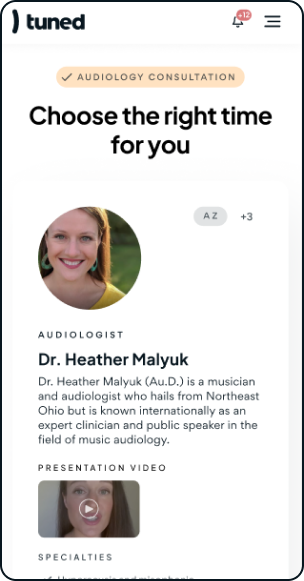 tuned
+12
AUDIOLOGY CONSULTATION
Choose the right time
for you
AZ
+3
AUDIOLOGIST
Dr. Heather Malyuk
Dr. Heather Malyuk (Au.D.) is a musician
and audiologist who hails from Northeast
Ohio but is known internationally as an
expert clinician and public speaker in the
field of music audiology.
PRESENTATION VIDEO
SPECIALTIES